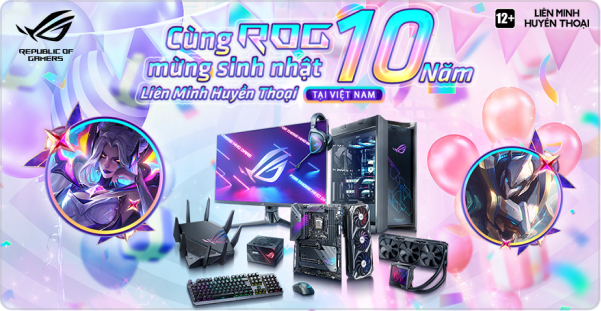 REPUBLIC OF
GAMERS
Cùng ROG
mừng sinh nhật
10 Năm
Liên Minh Huyền Thoại
TẠI VIỆT NAM
12+
LIÊN MINH
HUYỀN THOẠI